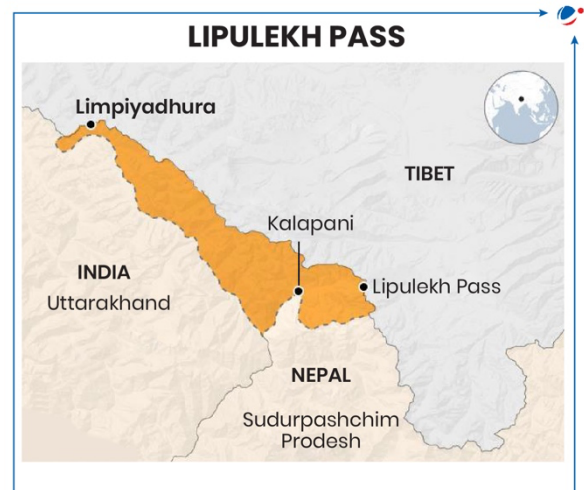 LIPULEKH PASS
Limpiyadhura
TIBET
Kalapani
INDIA
Uttarakhand
Lipulekh Pass
NEPAL
Sudurpashchim
Prodesh